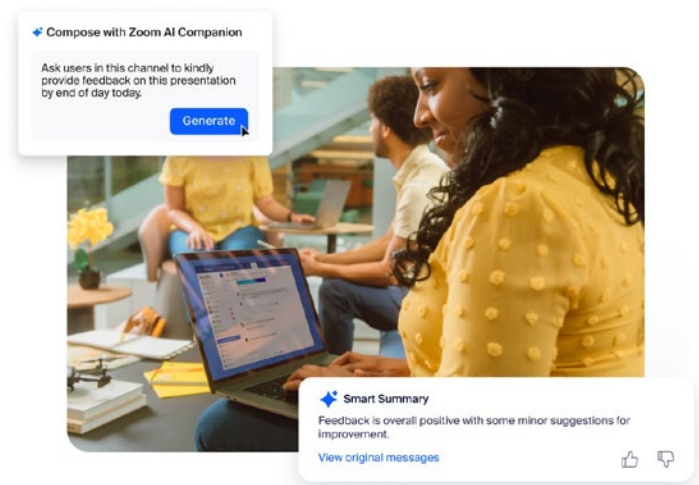 Compose with Zoom AI Companion
Ask users in this channel to kindly
provide feedback on this presentation
by end of day today.
Generate
Smart Summary
Feedback is overall positive with some minor suggestions for
improvement.
View original messages